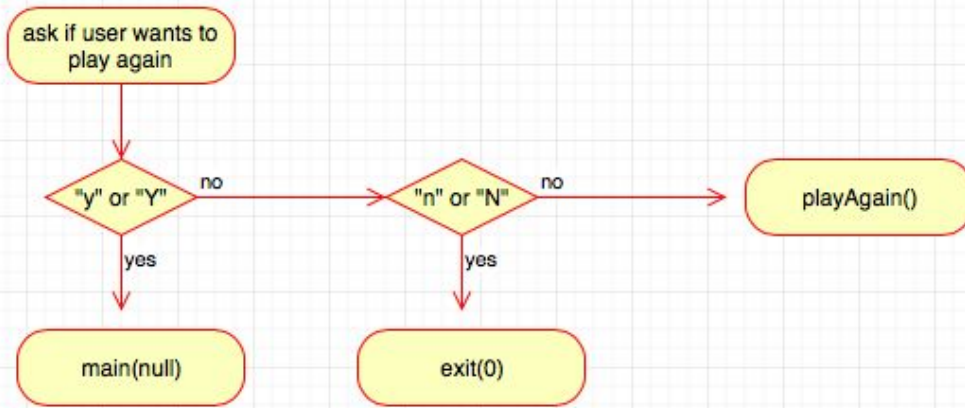 ask if user wants to
play again
"y" or "Y"
no
"n" or "N"
no
playAgain()
yes
yes
main(null)
exit(0)